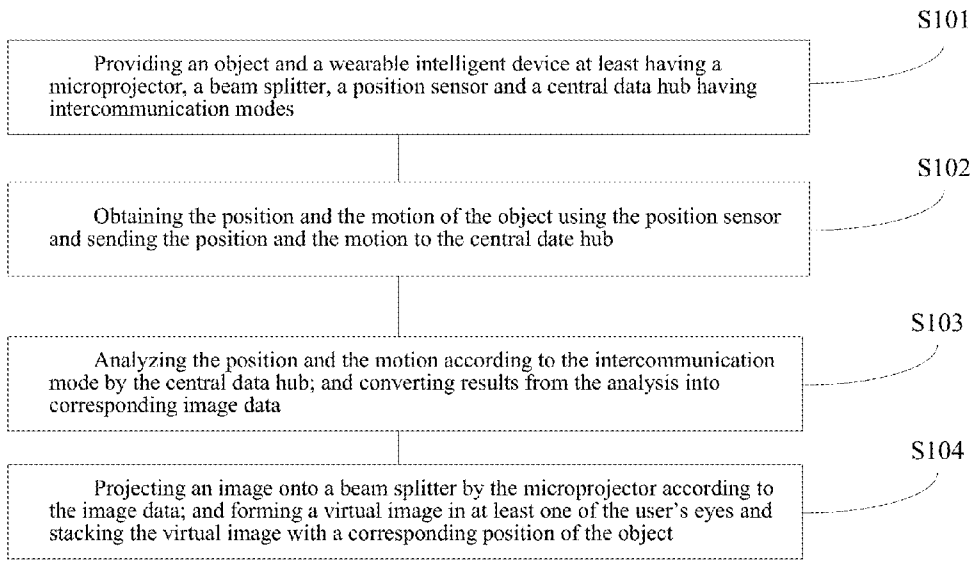 S101
Providing an object and a wearable intelligent device at least having a
microprojector, a beam splitter, a position sensor and a central data hub having
intercommunication modes
S102
Obtaining the position and the motion of the object using the position sensor
and sending the position and the motion to the central date hub
S103
Analyzing the position and the motion according to the intercommunication
mode by the central data hub; and converting results from the analysis into
corresponding image data
S104
Projecting an image onto a beam splitter by the microprojector according to
the image data; and forming a virtual image in at least one of the user's eyes and
stacking the virtual image with a corresponding position of the object